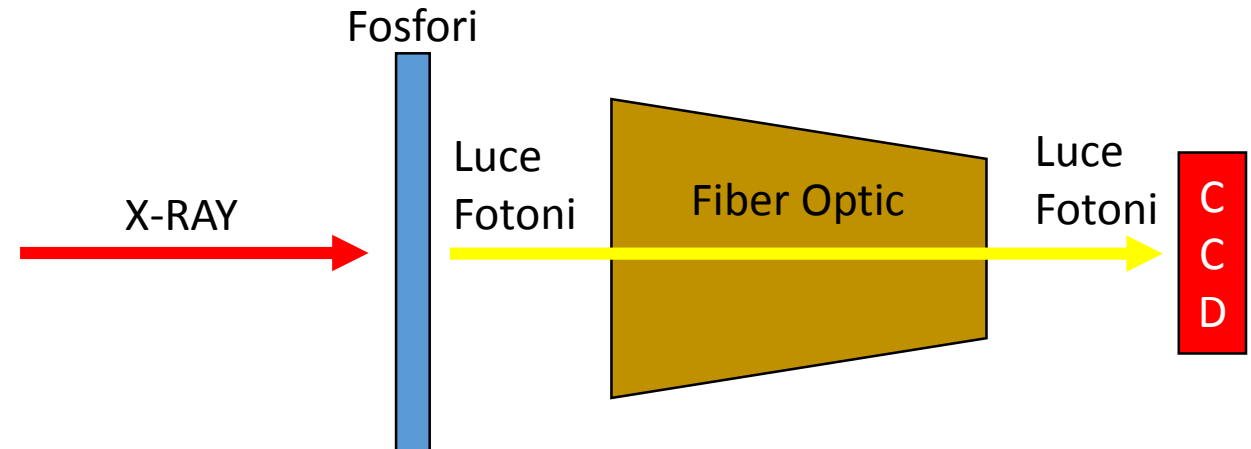 Fosfori
X-RAY
Luce
Fotoni
Fiber Optic
Luce
Fotoni
C
C
D